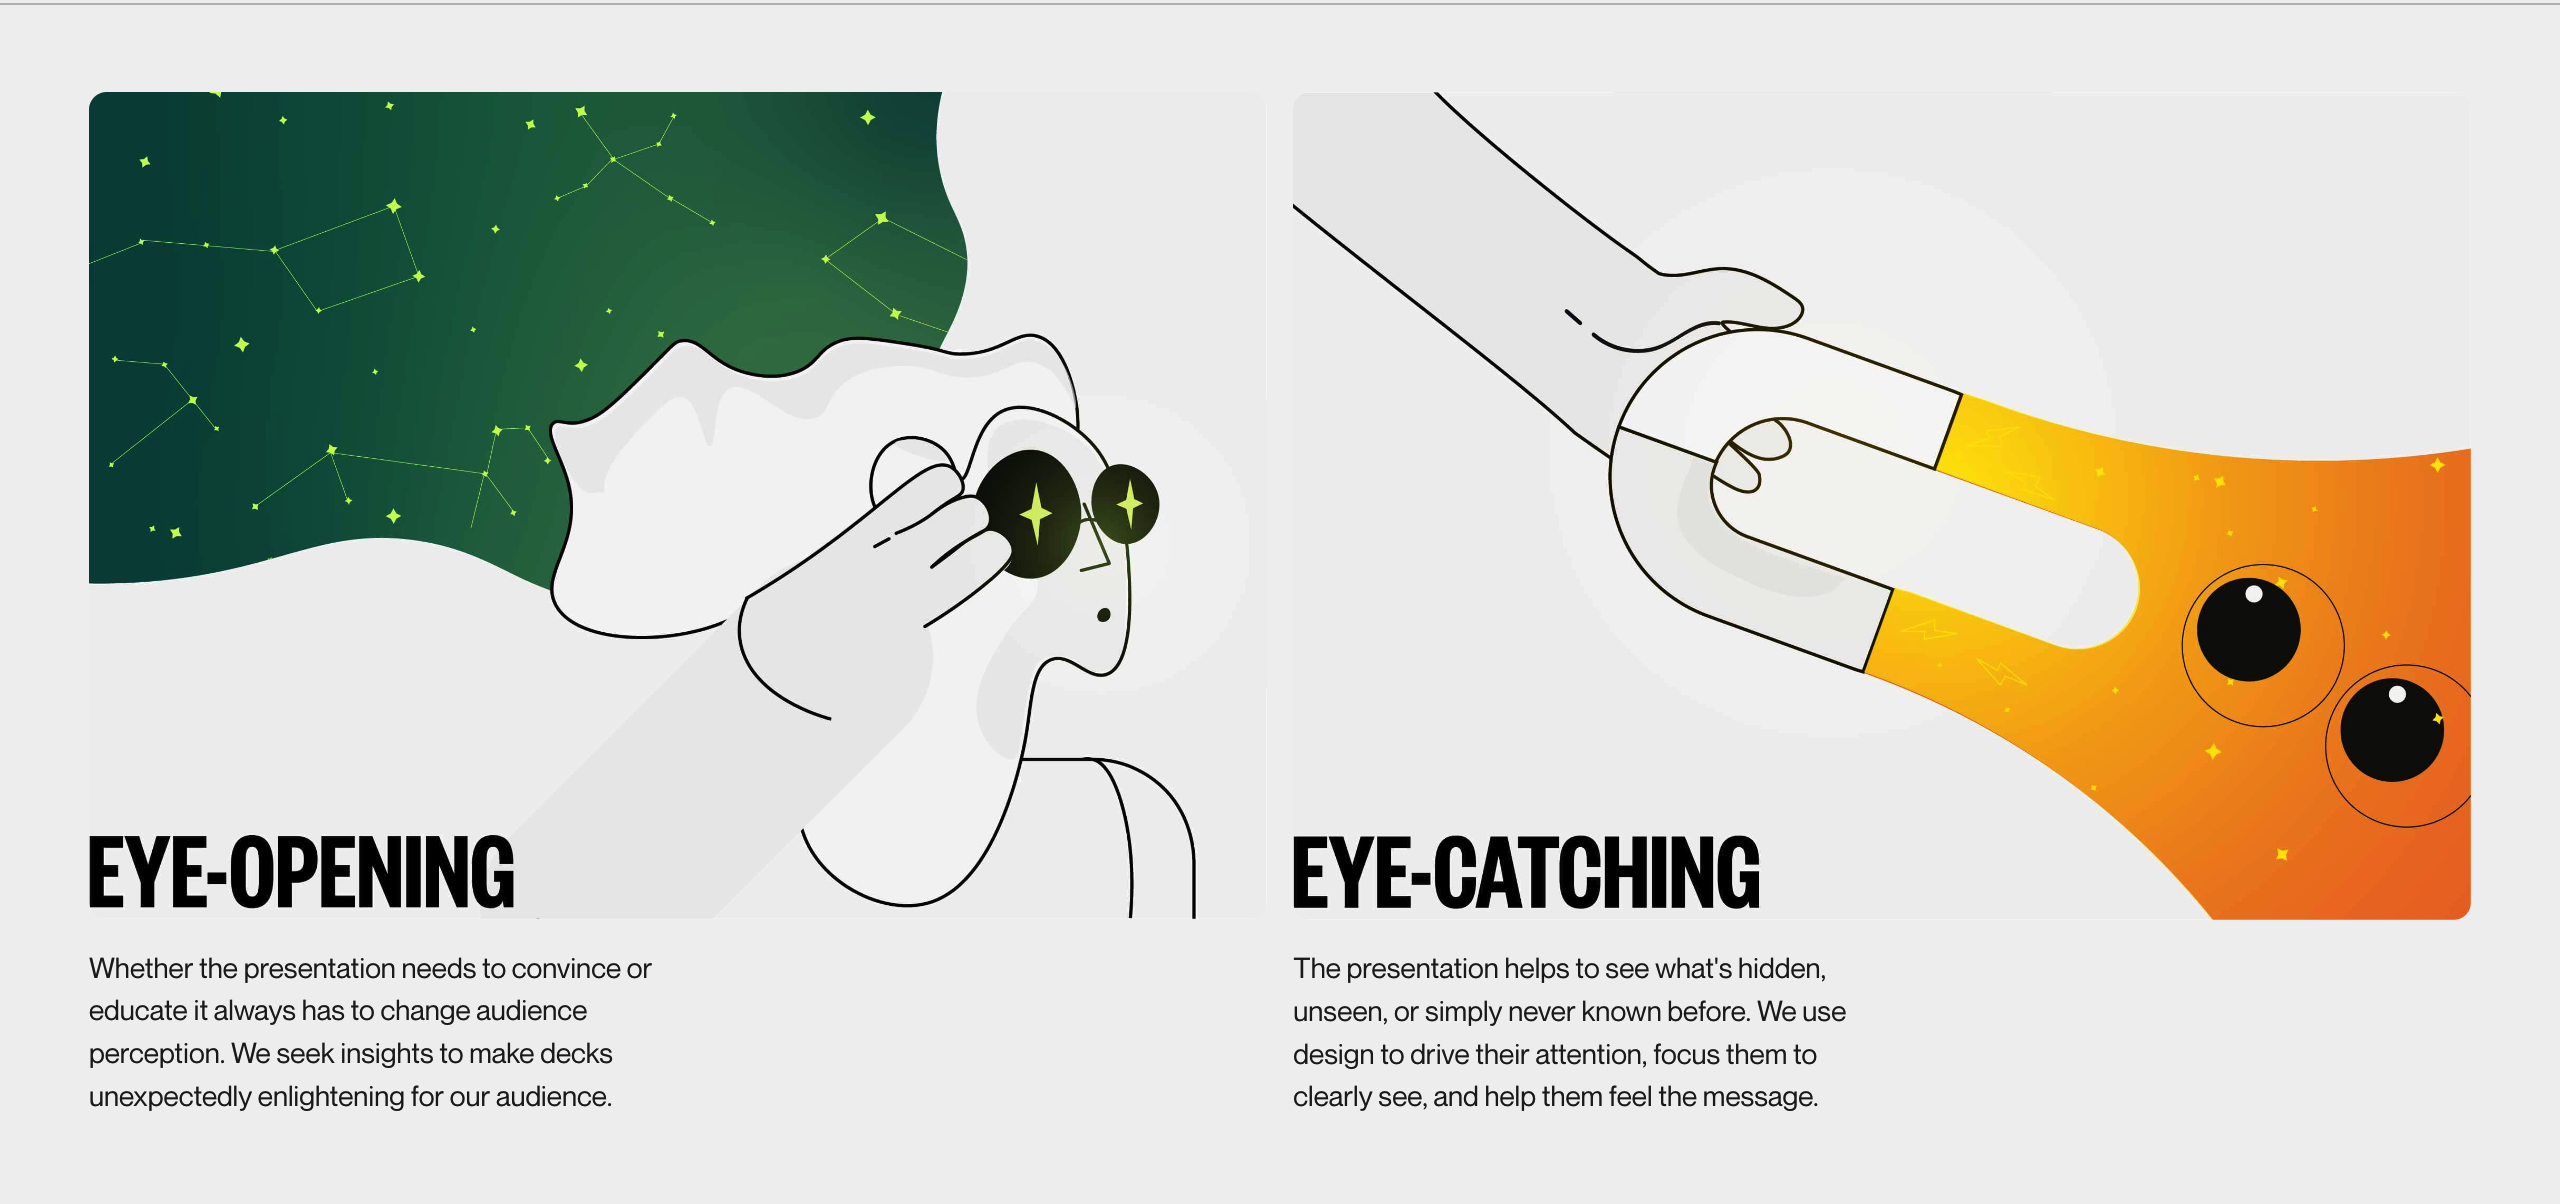 EYE-OPENING
Whether the presentation needs to convince or
educate it always has to change audience
perception. We seek insights to make decks
unexpectedly enlightening for our audience.
EYE-CATCHING
The presentation helps to see what's hidden,
unseen, or simply never known before. We use
design to drive their attention, focus them to
clearly see, and help them feel the message.